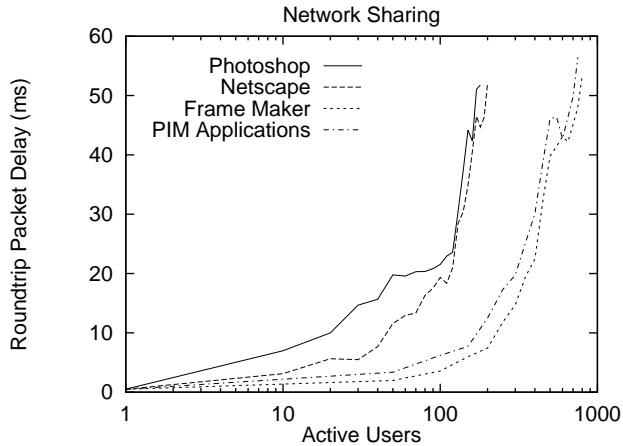 Network Sharing
Roundtrip Packet Delay (ms)
60
50
40
30
20
10
0
Photoshop
Netscape
Frame Maker
PIM Applications
1 10 100 1000
Active Users